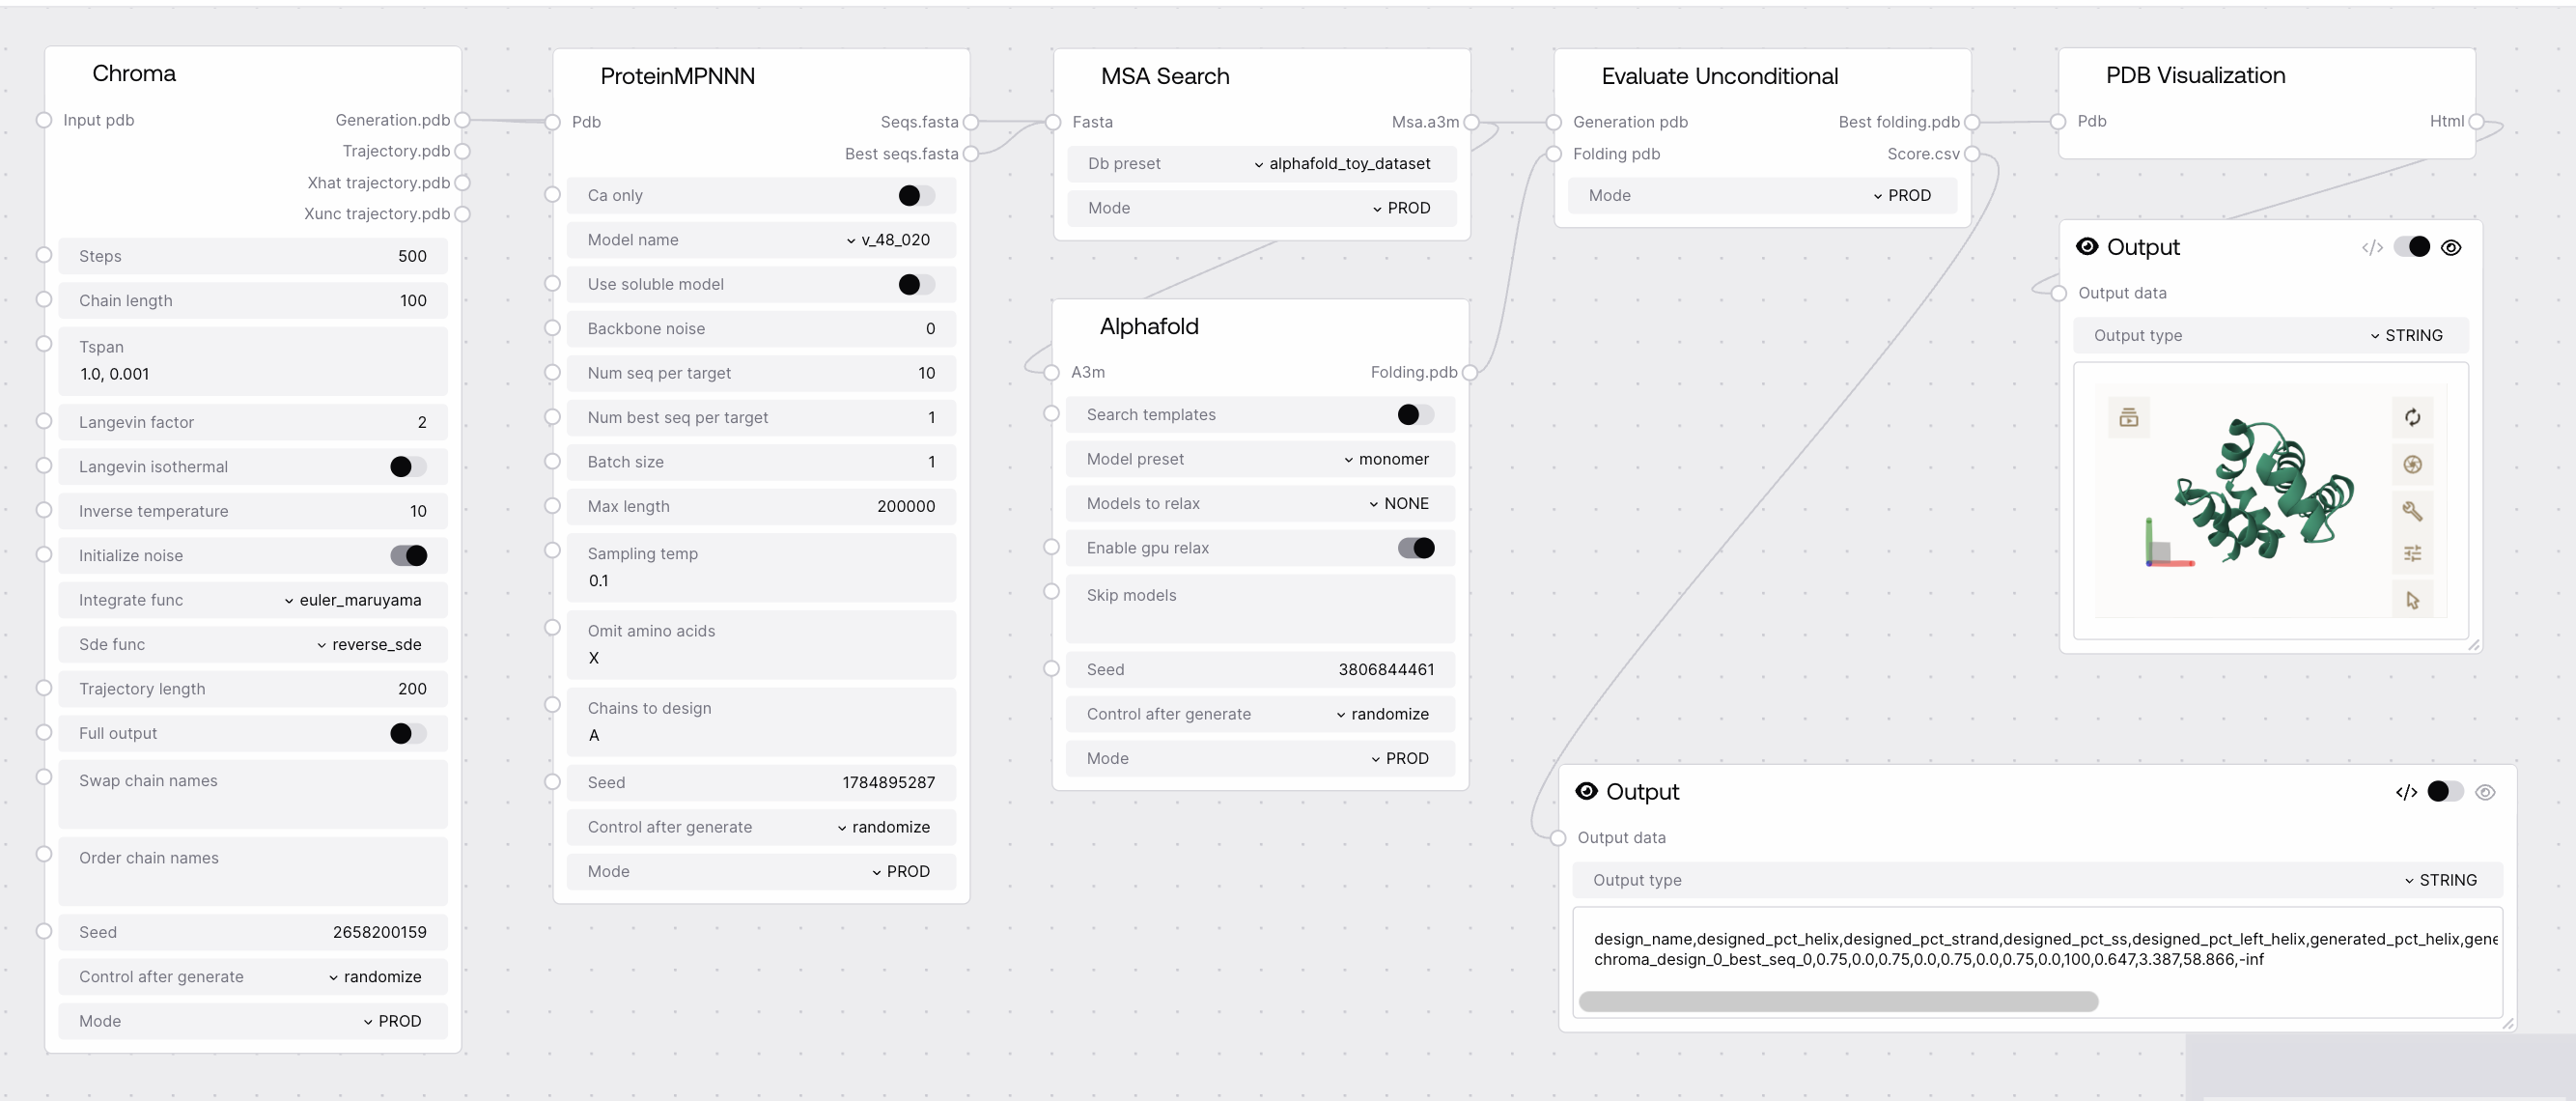 Chroma
Input pdb
Generation.pdb
Trajectory.pdb
Xhat trajectory.pdb
Xunc trajectory.pdb
Steps 500
Chain length 100
Tspan
1.0, 0.001
Langevin factor 2
Langevin isothermal
Inverse temperature 10
Initialize noise
Integrate func euler_maruyama
Sde func reverse_sde
Trajectory length 200
Full output
Swap chain names
Order chain names
Seed 2658200159
Control after generate randomize
Mode PROD
ProteinMPNNN
Pdb
Seqs.fasta
Best seqs.fasta
Ca only
Model name v_48_020
Use soluble model
Backbone noise 0
Num seq per target 10
Num best seq per target 1
Batch size 1
Max length 200000
Sampling temp
0.1
Omit amino acids
X
Chains to design
A
Seed 1784895287
Control after generate randomize
Mode PROD
MSA Search
Fasta
Msa.a3m
Db preset alphafold_toy_dataset
Mode PROD
Alphafold
A3m
Folding.pdb
Search templates
Model preset monomer
Models to relax NONE
Enable gpu relax
Skip models
Seed 3806844461
Control after generate randomize
Mode PROD
Evaluate Unconditional
Generation pdb
Best folding.pdb
Folding pdb
Score.csv
Mode PROD
PDB Visualization
Pdb
Html
Output
</>
Output data
Output type STRING
Output
</>
Output data
Output type STRING
design_name,designed_pct_helix,designed_pct_strand,designed_pct_ss,designed_pct_left_helix,generated_pct_helix,gene
chroma_design_0_best_seq_0,0.75,0.0,0.75,0.0,0.75,0.0,0.75,0.0,100,0.647,3.387,58.866,-inf